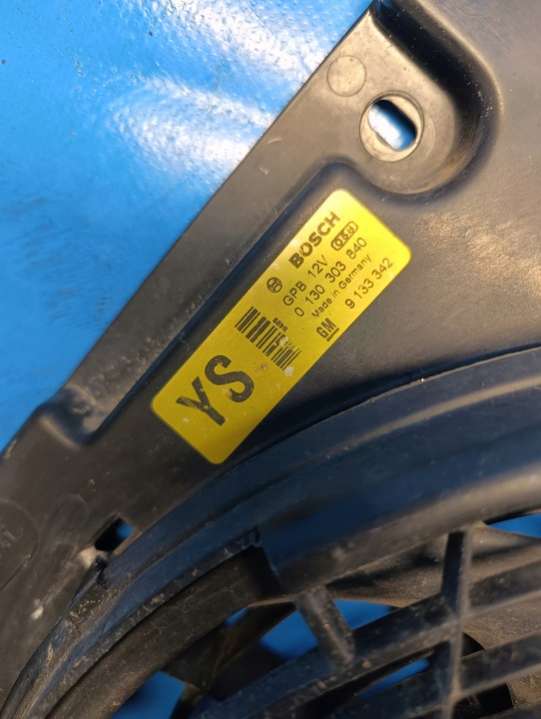 BOSCH
GPB 12V
0 130 303 840
Made in Germany
GM 9 133 342
YS